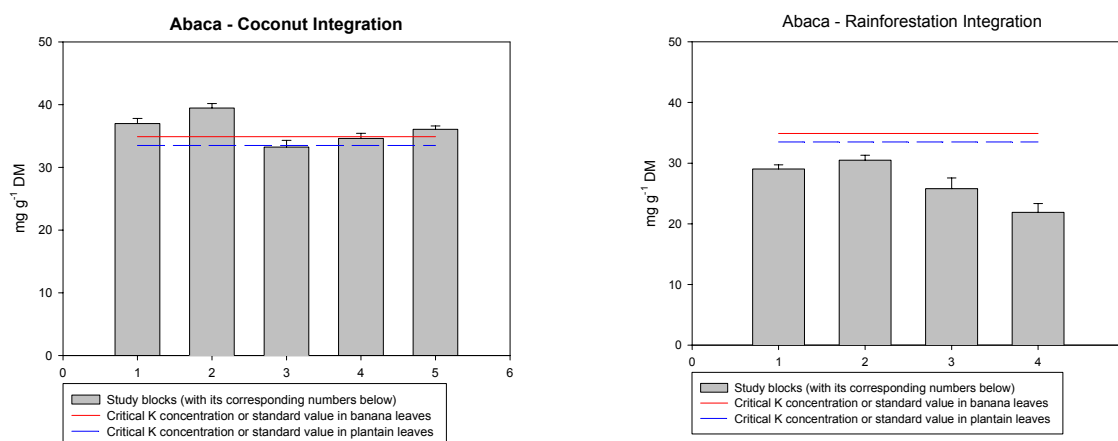 Abaca - Coconut Integration
50
40
30
20
10
0
mg g-1 DM
0 1 2 3 4 5 6
Study blocks (with its corresponding numbers below)
Critical K concentration or standard value in banana leaves
Critical K concentration or standard value in plantain leaves
Abaca - Rainforestation Integration
50
40
30
20
10
0
mg g-1 DM
0 1 2 3 4
Study blocks (with its corresponding numbers below)
Critical K concentration or standard value in banana leaves
Critical K concentration or standard value in plantain leaves